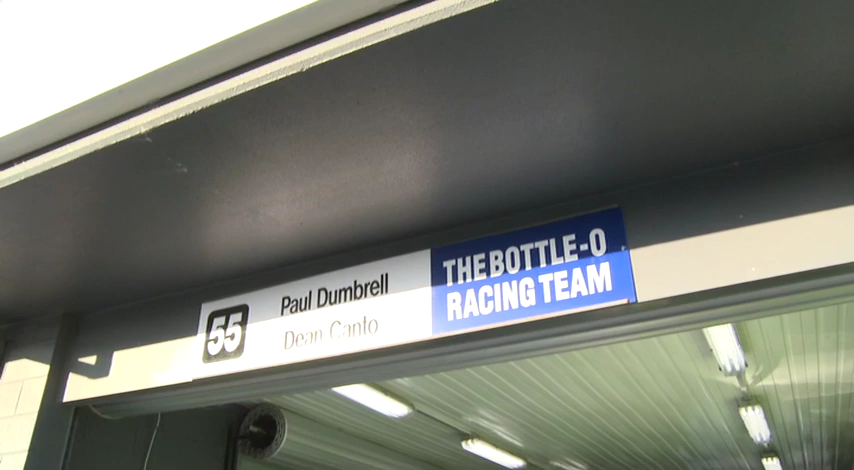 55
Paul Dumbrell
Dean Canto
THE BOTTLE-O
RACING TEAM